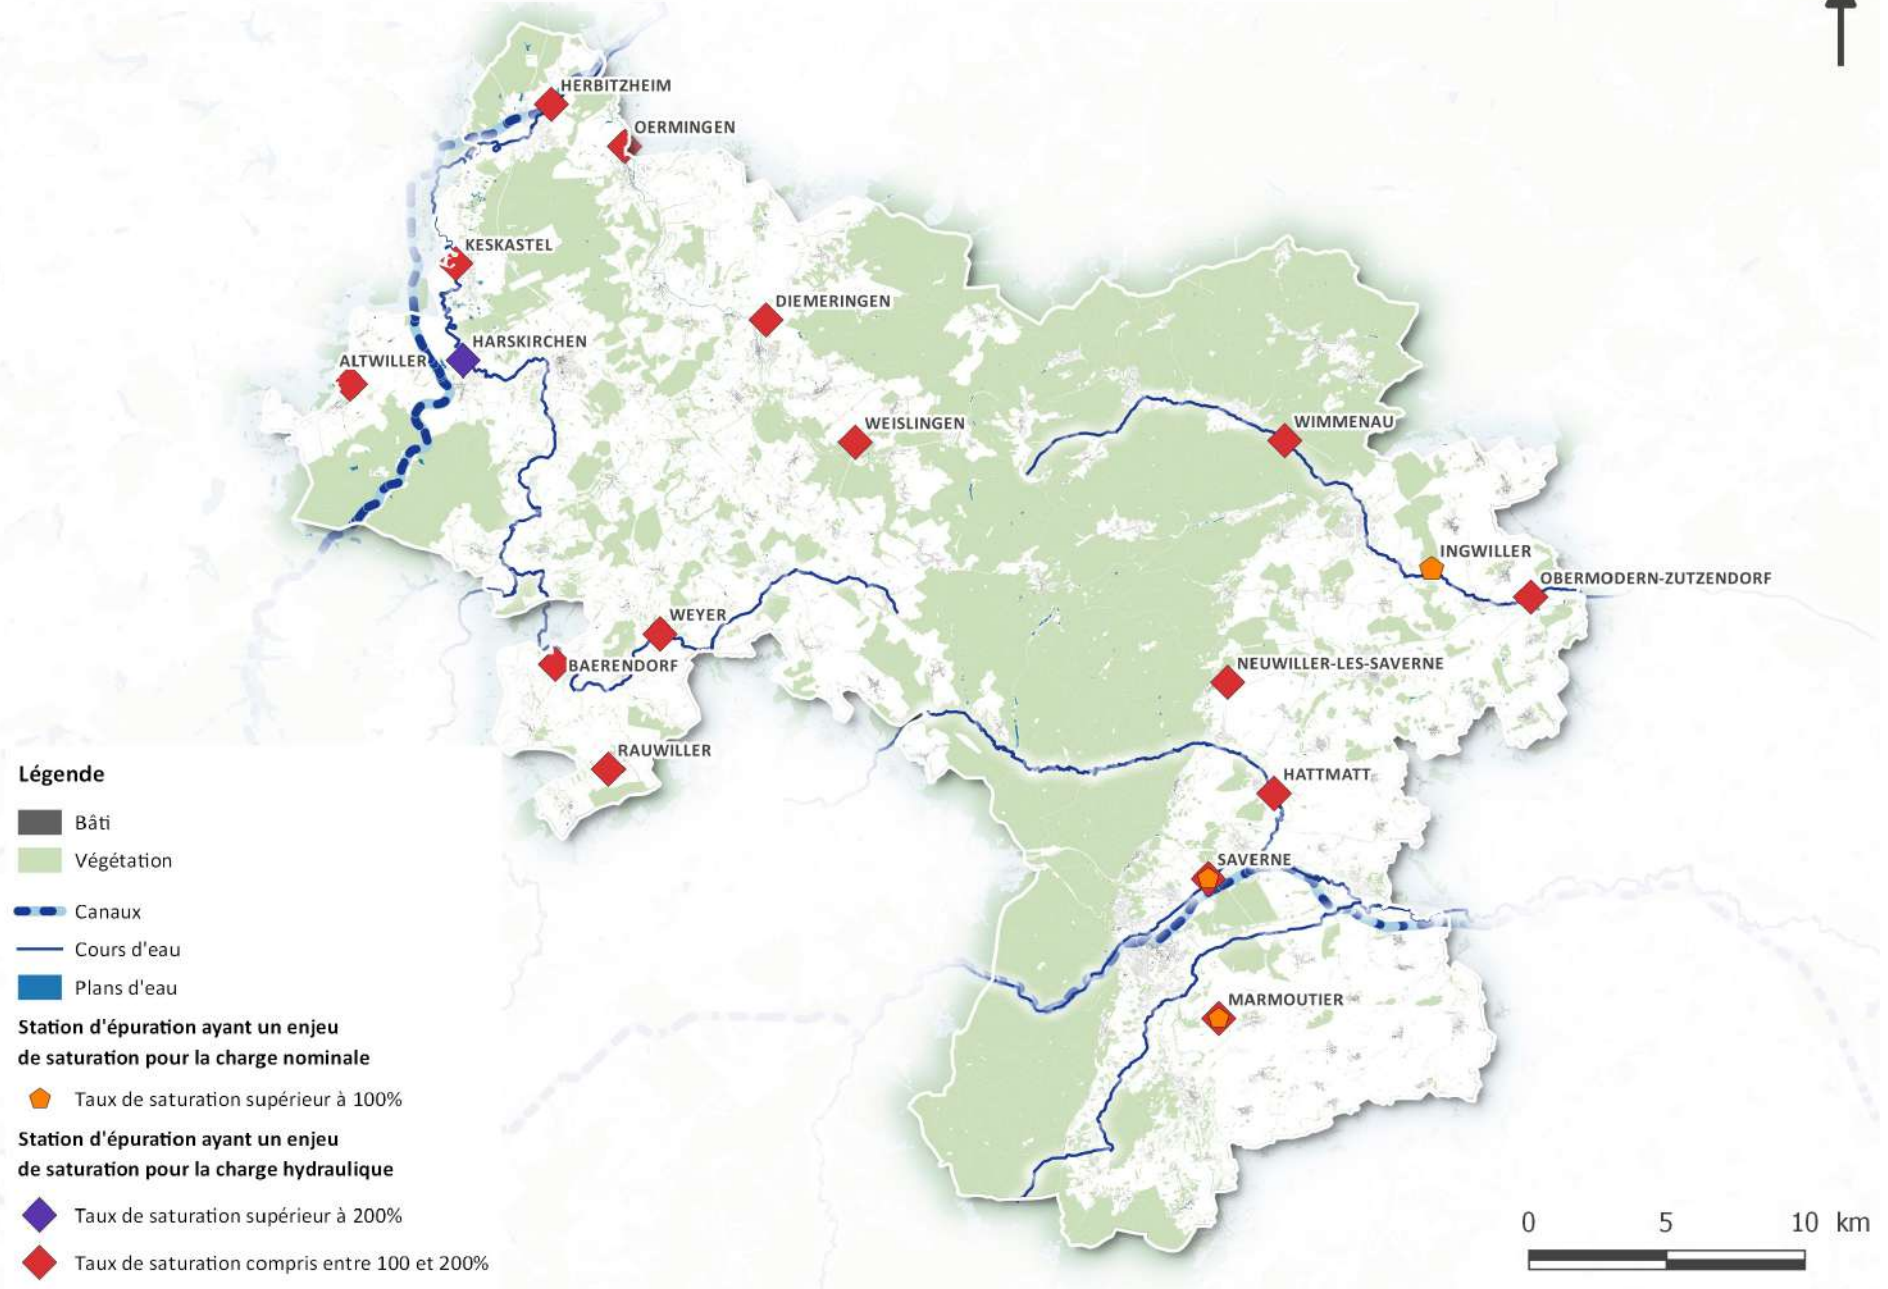 HERBITZHEIM
OERMINGEN
KESKASTEL
DIEMERINGEN
HARSKIRCHEN
ALTWILLER
WEISLINGEN
WIMMENAU
INGWILLER
OBERMODERN-ZUTZENDORF
WEYER
BAERENDORF
NEUWILLER-LES-SAVERNE
RAUWILLER
HATTMATT
SAVERNE
MARMOUTIER
Légende
Bâti
Végétation
Canaux
Cours d'eau
Plans d'eau
Station d'épuration ayant un enjeu
de saturation pour la charge nominale
Taux de saturation supérieur à 100%
Station d'épuration ayant un enjeu
de saturation pour la charge hydraulique
Taux de saturation supérieur à 200%
Taux de saturation compris entre 100 et 200%
0 5 10 km